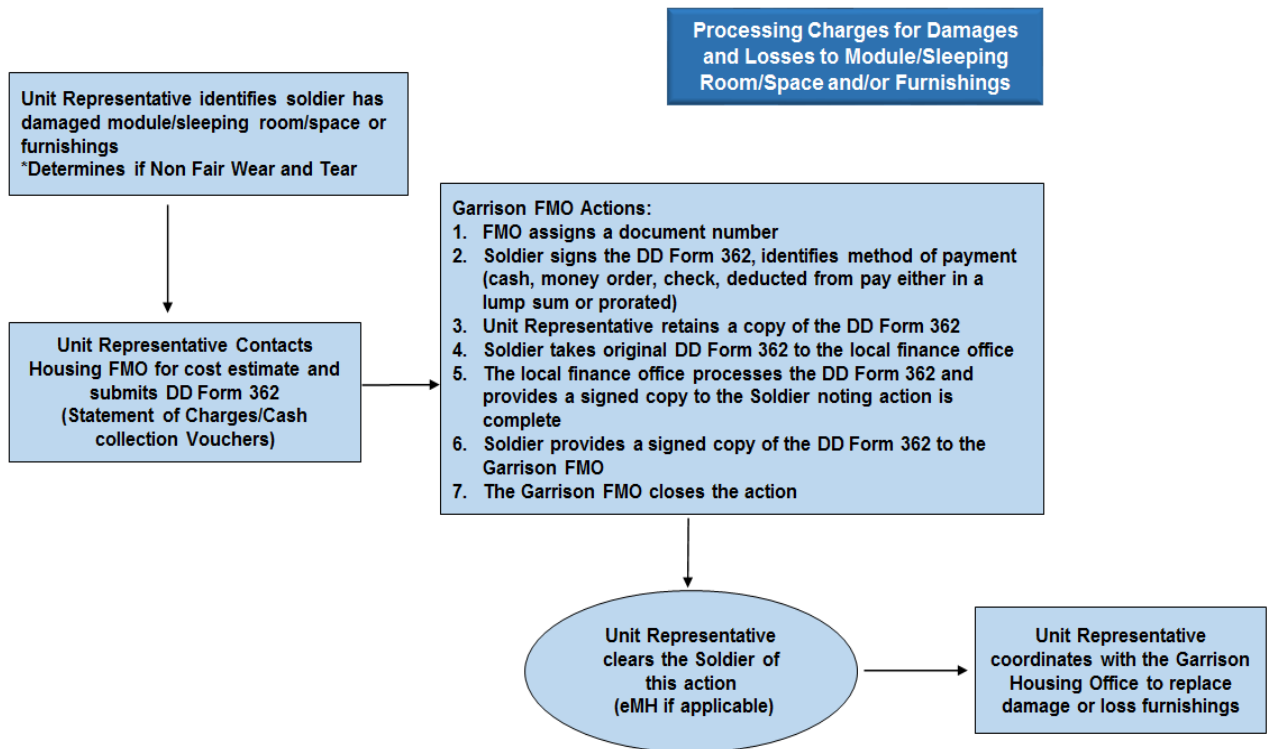 Processing Charges for Damages
and Losses to Module/Sleeping
Room/Space and/or Furnishings
Unit Representative identifies soldier has
damaged module/sleeping room/space or
furnishings
*Determines if Non Fair Wear and Tear
Unit Representative Contacts
Housing FMO for cost estimate and
submits DD Form 362
(Statement of Charges/Cash
collection Vouchers)
Garrison FMO Actions:
1. FMO assigns a document number
2. Soldier signs the DD Form 362, identifies method of payment
(cash, money order, check, deducted from pay either in a
lump sum or prorated)
3. Unit Representative retains a copy of the DD Form 362
4. Soldier takes original DD Form 362 to the local finance office
5. The local finance office processes the DD Form 362 and
provides a signed copy to the Soldier noting action is
complete
6. Soldier provides a signed copy of the DD Form 362 to the
Garrison FMO
7. The Garrison FMO closes the action
Unit Representative
clears the Soldier of
this action
(eMH if applicable)
Unit Representative
coordinates with the Garrison
Housing Office to replace
damage or loss furnishings